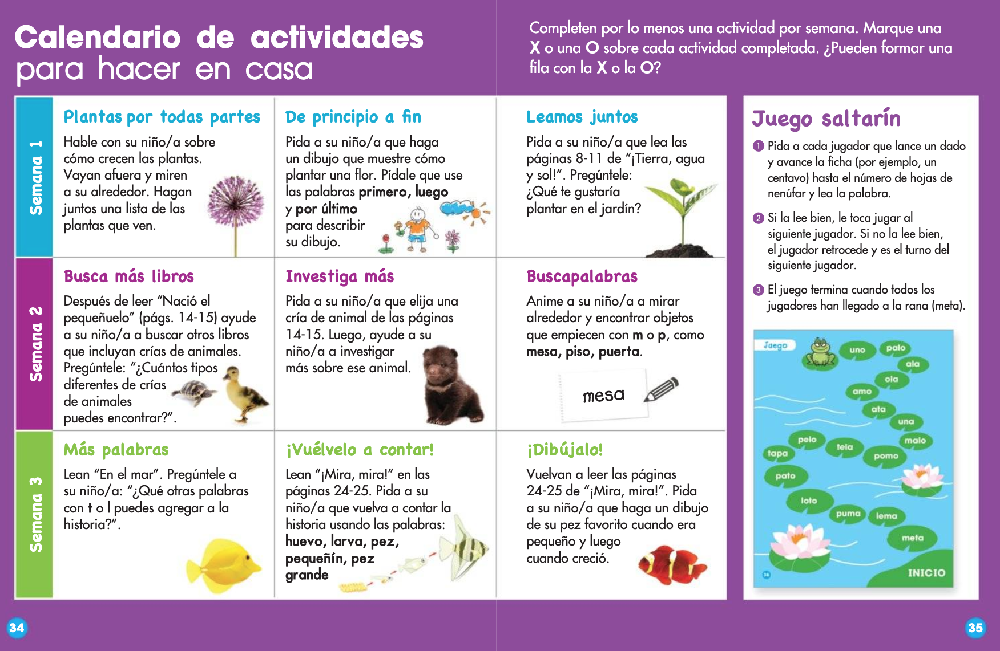 Calendario de actividades
para hacer en casa
Completen por lo menos una actividad por semana. Marque una
X o una O sobre cada actividad completada. ¿Pueden formar una
fila con la X o la O?
Semana 1
Plantas por todas partes
Hable con su niño/a sobre
cómo crecen las plantas.
Vayan afuera y miren
a su alrededor. Hagan
juntos una lista de las
plantas que ven.
De principio a fin
Pida a su niño/a que haga
un dibujo que muestre cómo
plantar una flor. Pídale que use
las palabras primero, luego
y por último
para describir
su dibujo.
Leamos juntos
Pida a su niño/a que lea las
páginas 8-11 de “¡Tierra, agua
y sol!”. Pregúntele:
¿Qué te gustaría
plantar en el jardín?
Semana 2
Busca más libros
Después de leer “Nació el
pequeñuelo” (págs. 14-15) ayude
a su niño/a a buscar otros libros
que incluyan crías de animales.
Pregúntele: “¿Cuántos tipos
diferentes de crías
de animales
puedes encontrar?”.
Investiga más
Pida a su niño/a que elija una
cría de animal de las páginas
14-15. Luego, ayude a su
niño/a a investigar
más sobre ese animal.
Buscapalabras
Anime a su niño/a a mirar
alrededor y encontrar objetos
que empiecen con m o p, como
mesa, piso, puerta.
mesa
Semana 3
Más palabras
Lean “En el mar”. Pregúntele a
su niño/a: “¿Qué otras palabras
con t o l puedes agregar a la
historia?”.
¡Vuélvelo a contar!
Lean “¡Mira, mira!” en las
páginas 24-25. Pida a su
niño/a que vuelva a contar la
historia usando las palabras:
huevo, larva, pez,
pequeñín, pez
grande
¡Dibújalo!
Vuelvan a leer las páginas
24-25 de “¡Mira, mira!”. Pida
a su niño/a que haga un dibujo
de su pez favorito cuando era
pequeño y luego
cuando creció.
Juego saltarín
1 Pida a cada jugador que lance un dado
y avance la ficha (por ejemplo, un
centavo) hasta el número de hojas de
nenúfar y lea la palabra.
2 Si la lee bien, le toca jugar al
siguiente jugador. Si no la lee bien,
el jugador retrocede y es el turno del
siguiente jugador.
3 El juego termina cuando todos los
jugadores han llegado a la rana (meta).
Juego
uno
palo
ala
ola
amo
ata
una
malo
pomo
tela
pelo
tapa
pato
loto
puma
lema
meta
INICIO
34
35